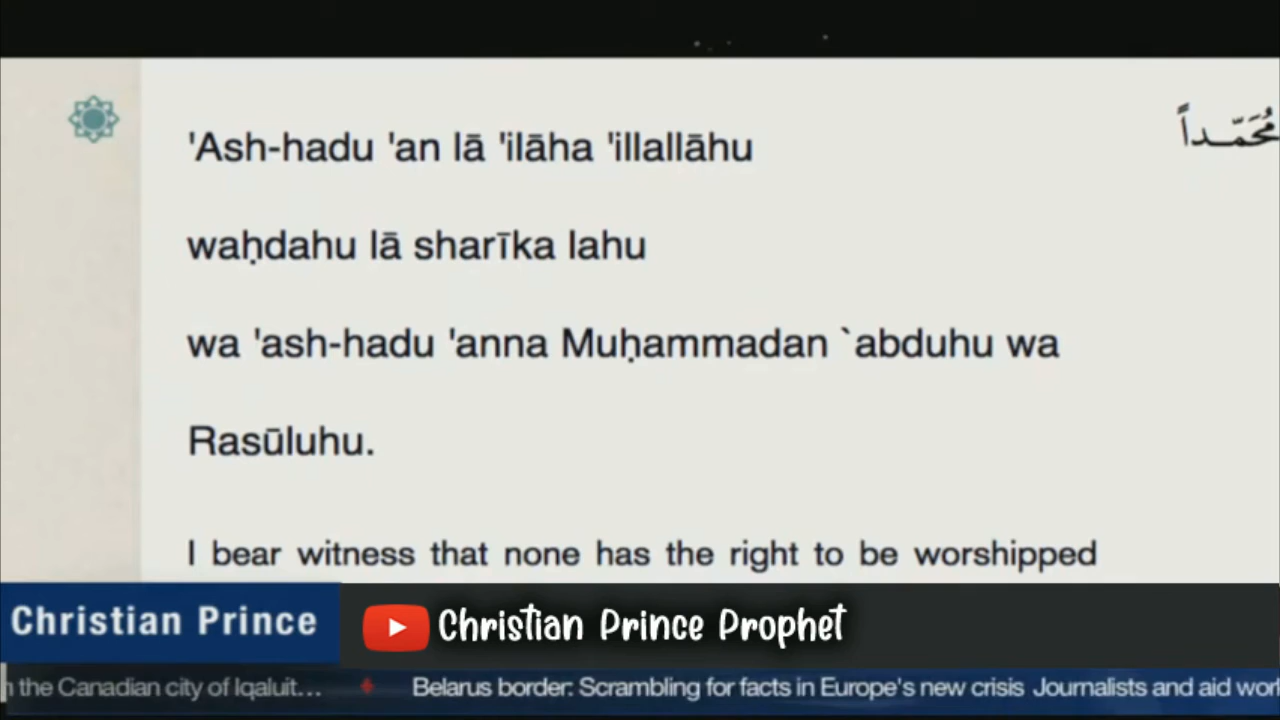 'Ash-hadu 'an lā 'ilāha 'illallāhu
مُحَمَّداً
waḥdahu lā sharīka lahu
wa 'ash-hadu 'anna Muḥammadan `abduhu wa
Rasūluhu.
I bear witness that none has the right to be worshipped
Christian Prince
Christian Prince Prophet
the Canadian city of Iqaluit... Belarus border: Scrambling for facts in Europe's new crisis Journalists and aid